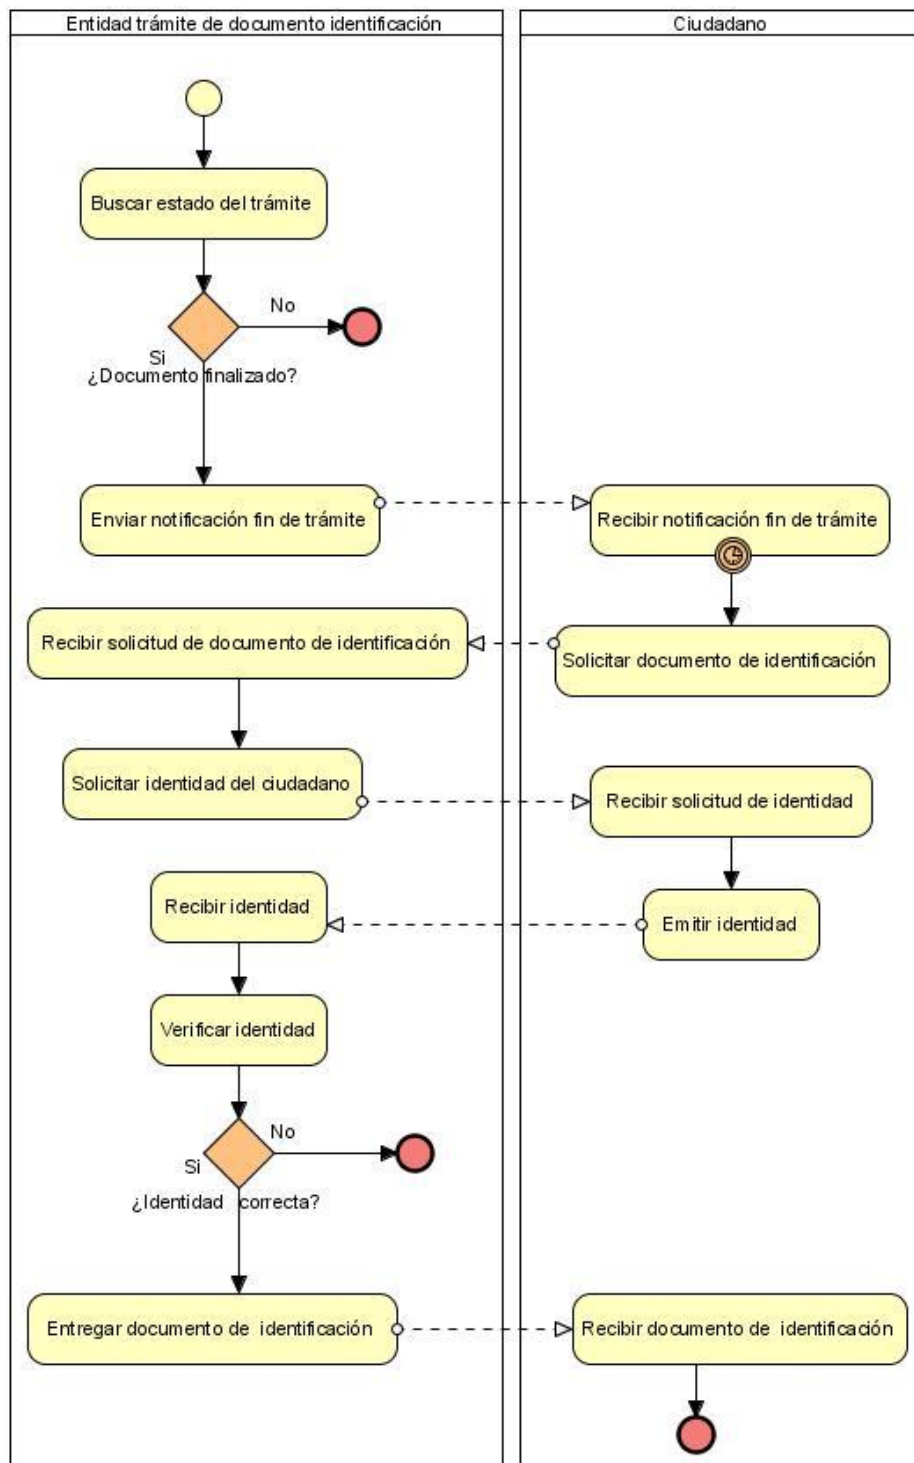 Entidad trámite de documento identificación
Ciudadano
Buscar estado del trámite
No
Si
¿Documento finalizado?
Enviar notificación fin de trámite
Recibir notificación fin de trámite
Recibir solicitud de documento de identificación
Solicitar documento de identificación
Solicitar identidad del ciudadano
Recibir solicitud de identidad
Recibir identidad
Emitir identidad
Verificar identidad
No
Si
¿Identidad correcta?
Entregar documento de identificación
Recibir documento de identificación